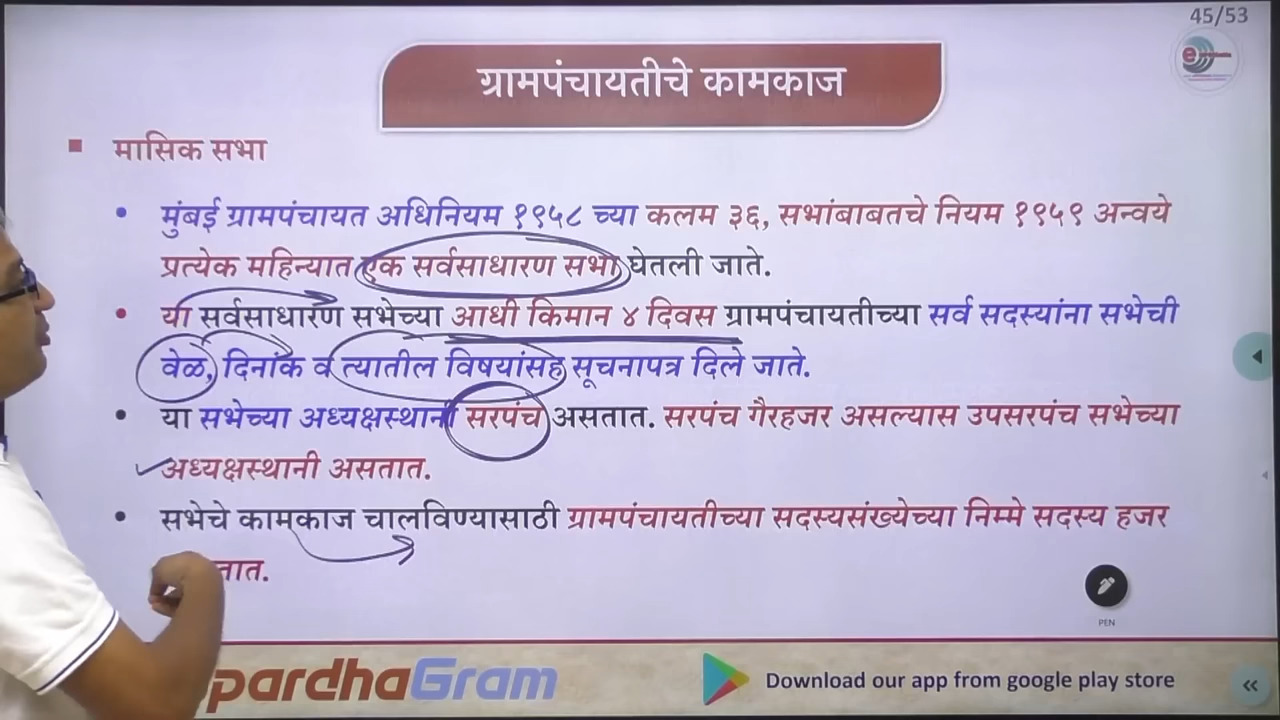 45/53
ग्रामपंचायतीचे कामकाज
मासिक सभा
मुंबई ग्रामपंचायत अधिनियम १९५८ च्या कलम ३६, सभांबाबतचे नियम १९५९ अन्वये
प्रत्येक महिन्यात एक सर्वसाधारण सभा घेतली जाते.
या सर्वसाधारण सभेच्या आधी किमान ४ दिवस ग्रामपंचायतीच्या सर्व सदस्यांना सभेची
वेळ, दिनांक व त्यातील विषयांसह सूचनापत्र दिले जाते.
या सभेच्या अध्यक्षस्थानी सरपंच असतात. सरपंच गैरहजर असल्यास उपसरपंच सभेच्या
अध्यक्षस्थानी असतात.
सभेचे कामकाज चालविण्यासाठी ग्रामपंचायतीच्या सदस्यसंख्येच्या निम्मे सदस्य हजर
तात.
PEN
pardhaGram
Download our app from google play store